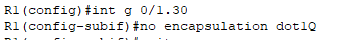 R1(config)#int g 0/1.30
R1(config-subif)#no encapsulation dot1Q